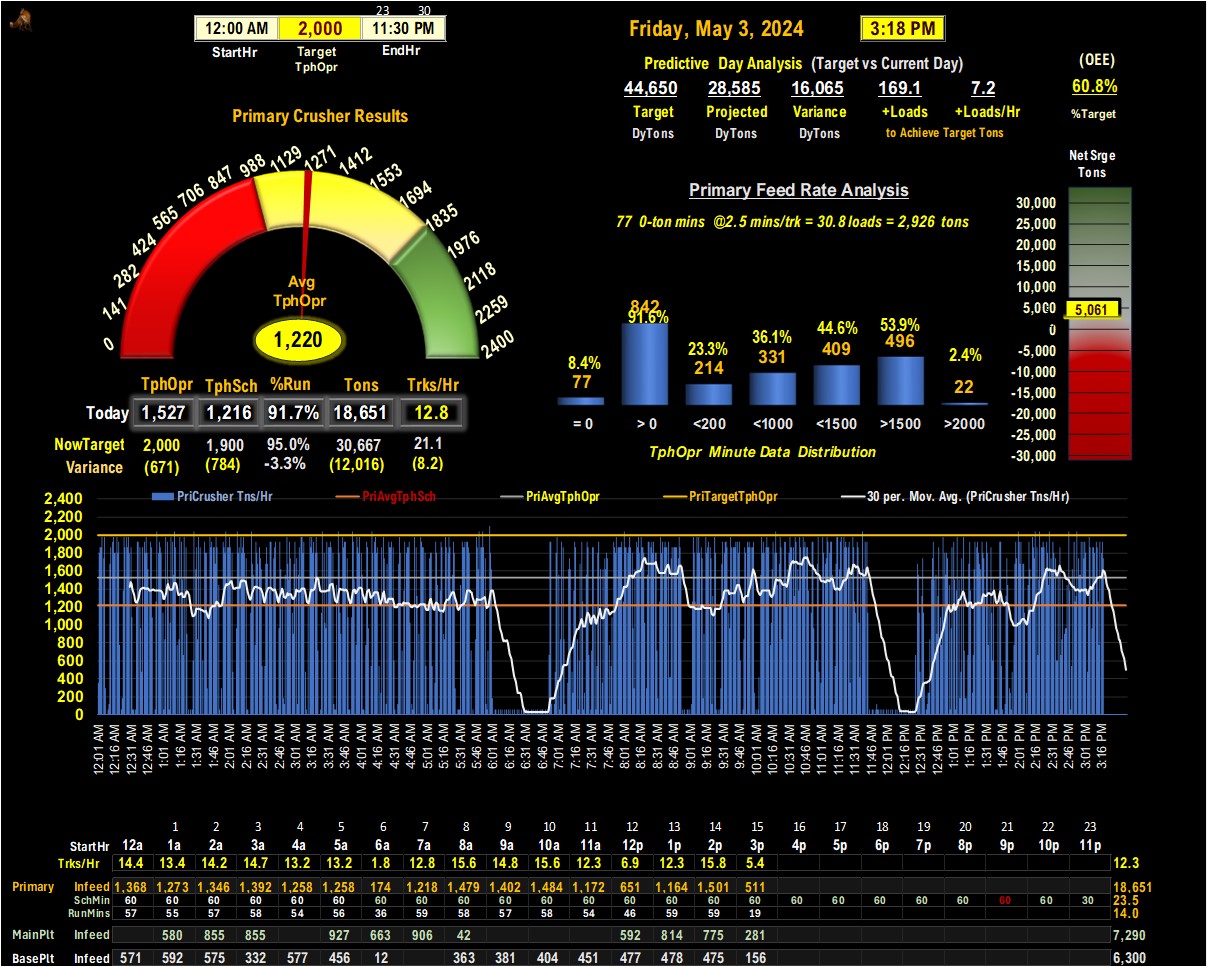 23 30
12:00 AM 2,000 11:30 PM
StartHr Target EndHr
TphOpr
Friday, May 3, 2024 3:18 PM
Predictive Day Analysis (Target vs Current Day)
44,650 28,585 16,065 169.1 7.2
Target Projected Variance +Loads +Loads/Hr
DyTons DyTons DyTons to Achieve Target Tons
(OEE)
60.8%
%Target
Primary Crusher Results
0 141 282 424 565 706 847 988 1129 1271 1412 1553 1694 1835 1976 2118 2259 2400
Avg
TphOpr
1,220
TphOpr TphSch %Run Tons Trks/Hr
Today 1,527 1,216 91.7% 18,651 12.8
NowTarget 2,000 1,900 95.0% 30,667 21.1
Variance (671) (784) -3.3% (12,016) (8.2)
Primary Feed Rate Analysis
77 0-ton mins @2.5 mins/trk = 30.8 loads = 2,926 tons
8.4% 91.6% 23.3% 36.1% 44.6% 53.9% 2.4%
77 842 214 331 409 496 22
= 0 > 0 <200 <1000 <1500 >1500 >2000
TphOpr Minute Data Distribution
Net Srge
Tons
30,000
25,000
20,000
15,000
10,000
5,000
5,061
0
-5,000
-10,000
-15,000
-20,000
-25,000
-30,000
PriCrusher Tns/Hr PriAvgTphSch PriAvgTphOpr PriTargetTphOpr 30 per. Mov. Avg. (PriCrusher Tns/Hr)
2,400
2,200
2,000
1,800
1,600
1,400
1,200
1,000
800
600
400
200
0
12:01 AM 12:16 AM 12:31 AM 12:46 AM 1:01 AM 1:16 AM 1:31 AM 1:46 AM 2:01 AM 2:16 AM 2:31 AM 2:46 AM 3:01 AM 3:16 AM 3:31 AM 3:46 AM 4:01 AM 4:16 AM 4:31 AM 4:46 AM 5:01 AM 5:16 AM 5:31 AM 5:46 AM 6:01 AM 6:16 AM 6:31 AM 6:46 AM 7:01 AM 7:16 AM 7:31 AM 7:46 AM 8:01 AM 8:16 AM 8:31 AM 8:46 AM 9:01 AM 9:16 AM 9:31 AM 9:46 AM 10:01 AM 10:16 AM 10:31 AM 10:46 AM 11:01 AM 11:16 AM 11:31 AM 11:46 AM 12:01 PM 12:16 PM 12:31 PM 12:46 PM 1:01 PM 1:16 PM 1:31 PM 1:46 PM 2:01 PM 2:16 PM 2:31 PM 2:46 PM 3:01 PM 3:16 PM
1 2 3 4 5 6 7 8 9 10 11 12 13 14 15 16 17 18 19 20 21 22 23
StartHr 12a 1a 2a 3a 4a 5a 6a 7a 8a 9a 10a 11a 12p 1p 2p 3p 4p 5p 6p 7p 8p 9p 10p 11p
Trks/Hr 14.4 13.4 14.2 14.7 13.2 13.2 1.8 12.8 15.6 14.8 15.6 12.3 6.9 12.3 15.8 5.4 12.3
Primary Infeed 1,368 1,273 1,346 1,392 1,258 1,258 174 1,218 1,479 1,402 1,484 1,172 651 1,164 1,501 511 18,651
SchMin 60 60 60 60 60 60 60 60 60 60 60 60 60 60 60 60 60 60 60 60 60 60 60 30 23.5
RunMins 57 55 57 58 54 56 36 59 58 57 58 54 46 59 59 19 14.0
MainPlt Infeed 580 855 855 927 663 906 42 592 814 775 281 7,290
BasePlt Infeed 571 592 575 332 577 456 12 363 381 404 451 477 478 475 156 6,300